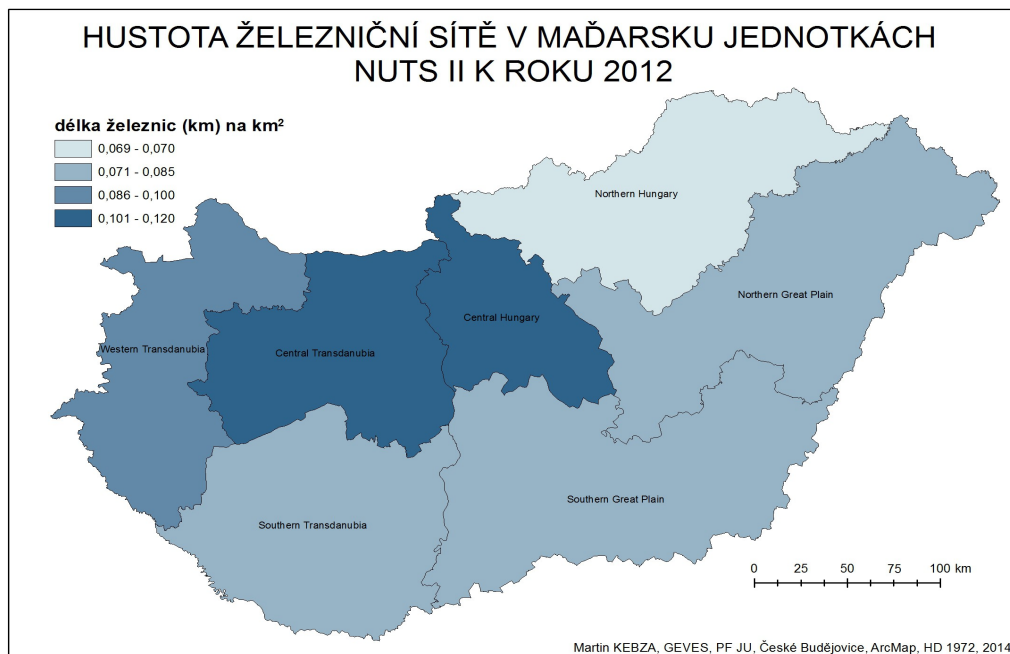 HUSTOTA ŽELEZNIČNÍ SÍTĚ V MAĎARSKU JEDNOTKÁCH
NUTS II K ROKU 2012
délka železnic (km) na km²
0,069 - 0,070
0,071 - 0,085
0,086 - 0,100
0,101 - 0,120
Northern Hungary
Northern Great Plain
Central Hungary
Western Transdanubia
Central Transdanubia
Southern Great Plain
Southern Transdanubia
0 25 50 75 100 km
Martin KEBZA, GEVES, PF JU, České Budějovice, ArcMap, HD 1972, 2014